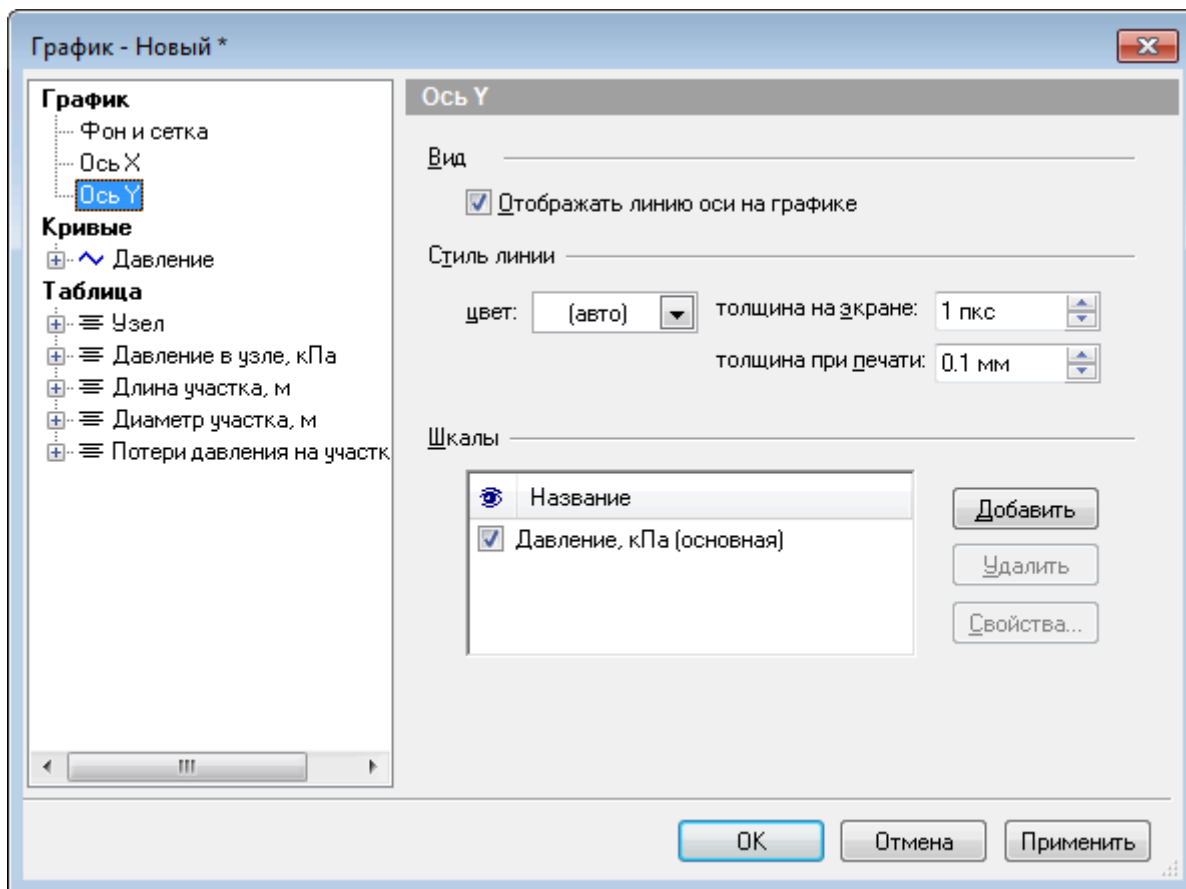 График - Новый *
График
Фон и сетка
Ось X
Ось Y
Кривые
Давление
Таблица
Узел
Давление в узле, кПа
Длина участка, м
Диаметр участка, м
Потери давления на участк
Ось Y
Вид
Отображать линию оси на графике
Стиль линии
цвет:
(авто)
толщина на экране:
1 пкс
толщина при печати:
0.1 мм
Шкалы
Название
Давление, кПа (основная)
Добавить
Удалить
Свойства...
OK
Отмена
Применить